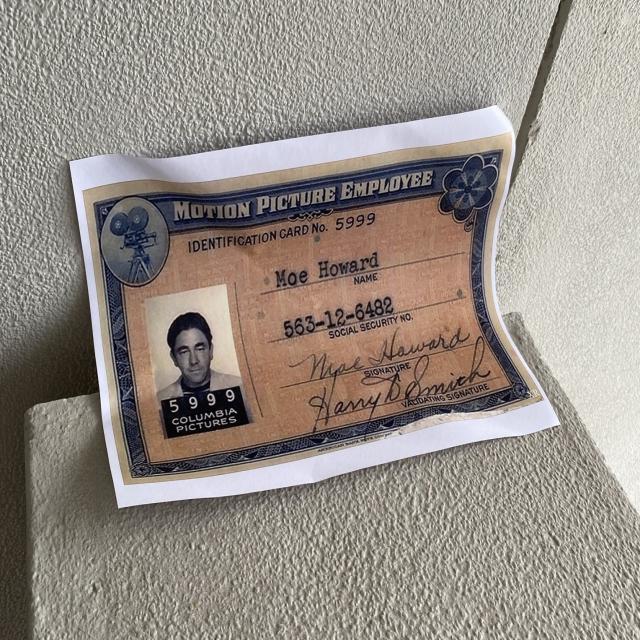 MOTION PICTURE EMPLOYEE
IDENTIFICATION CARD No. 5999
Moe Howard
NAME
563-12-6482
SOCIAL SECURITY NO.
Moe Howard
SIGNATURE
Harry D Smith
VALIDATING SIGNATURE
5999
COLUMBIA
PICTURES